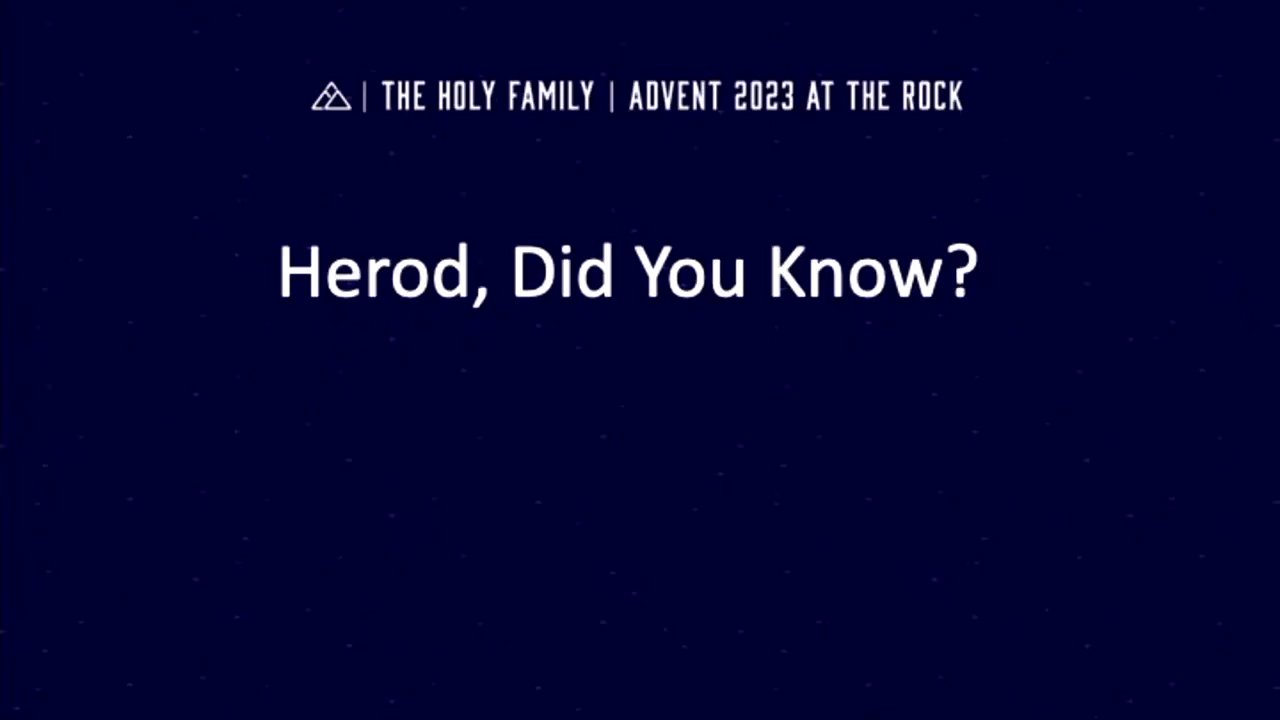 | THE HOLY FAMILY | ADVENT 2023 AT THE ROCK
Herod, Did You Know?